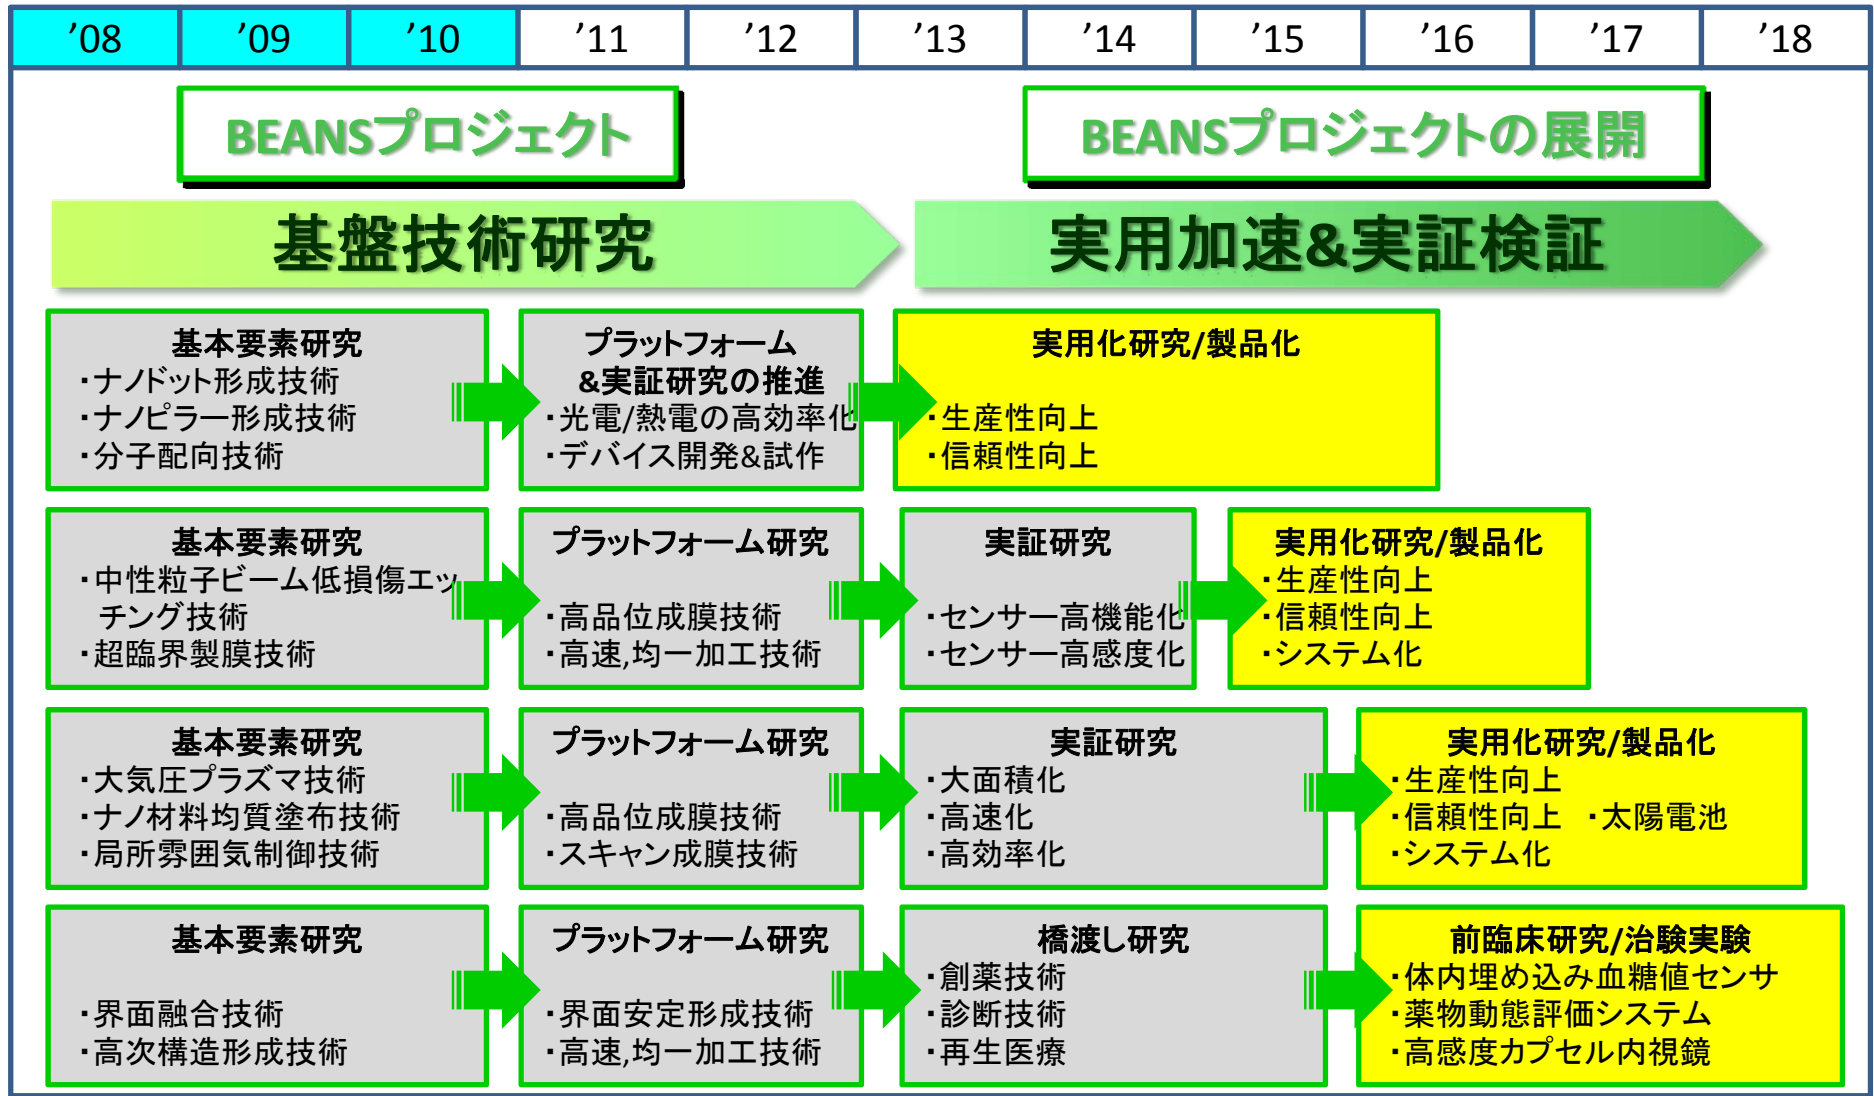 ’08 ’09 ’10 ’11 ’12 ’13 ’14 ’15 ’16 ’17 ’18
BEANSプロジェクト
BEANSプロジェクトの展開
基盤技術研究
実用加速&実証検証
基本要素研究
・ナノドット形成技術
・ナノピラー形成技術
・分子配向技術
プラットフォーム
&実証研究の推進
・光電/熱電の高効率化
・デバイス開発&試作
実用化研究/製品化
・生産性向上
・信頼性向上
基本要素研究
・中性粒子ビーム低損傷エッ
チング技術
・超臨界製膜技術
プラットフォーム研究
・高品位成膜技術
・高速,均一加工技術
実証研究
・センサー高機能化
・センサー高感度化
実用化研究/製品化
・生産性向上
・信頼性向上
・システム化
基本要素研究
・大気圧プラズマ技術
・ナノ材料均質塗布技術
・局所雰囲気制御技術
プラットフォーム研究
・高品位成膜技術
・スキャン成膜技術
実証研究
・大面積化
・高速化
・高効率化
実用化研究/製品化
・生産性向上
・信頼性向上 ・太陽電池
・システム化
基本要素研究
・界面融合技術
・高次構造形成技術
プラットフォーム研究
・界面安定形成技術
・高速,均一加工技術
橋渡し研究
・創薬技術
・診断技術
・再生医療
前臨床研究/治験実験
・体内埋め込み血糖値センサ
・薬物動態評価システム
・高感度カプセル内視鏡